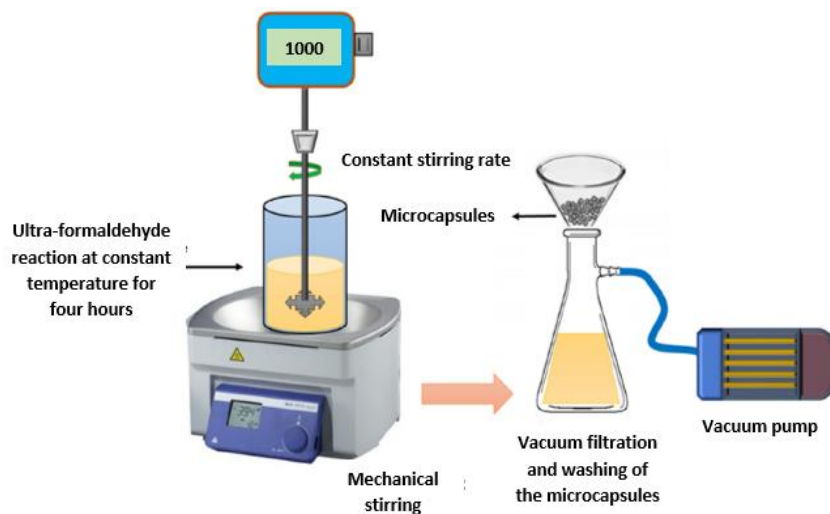 1000
Constant stirring rate
Microcapsules
Ultra-formaldehyde
reaction at constant
temperature for
four hours
Mechanical
stirring
Vacuum filtration
and washing of
the microcapsules
Vacuum pump